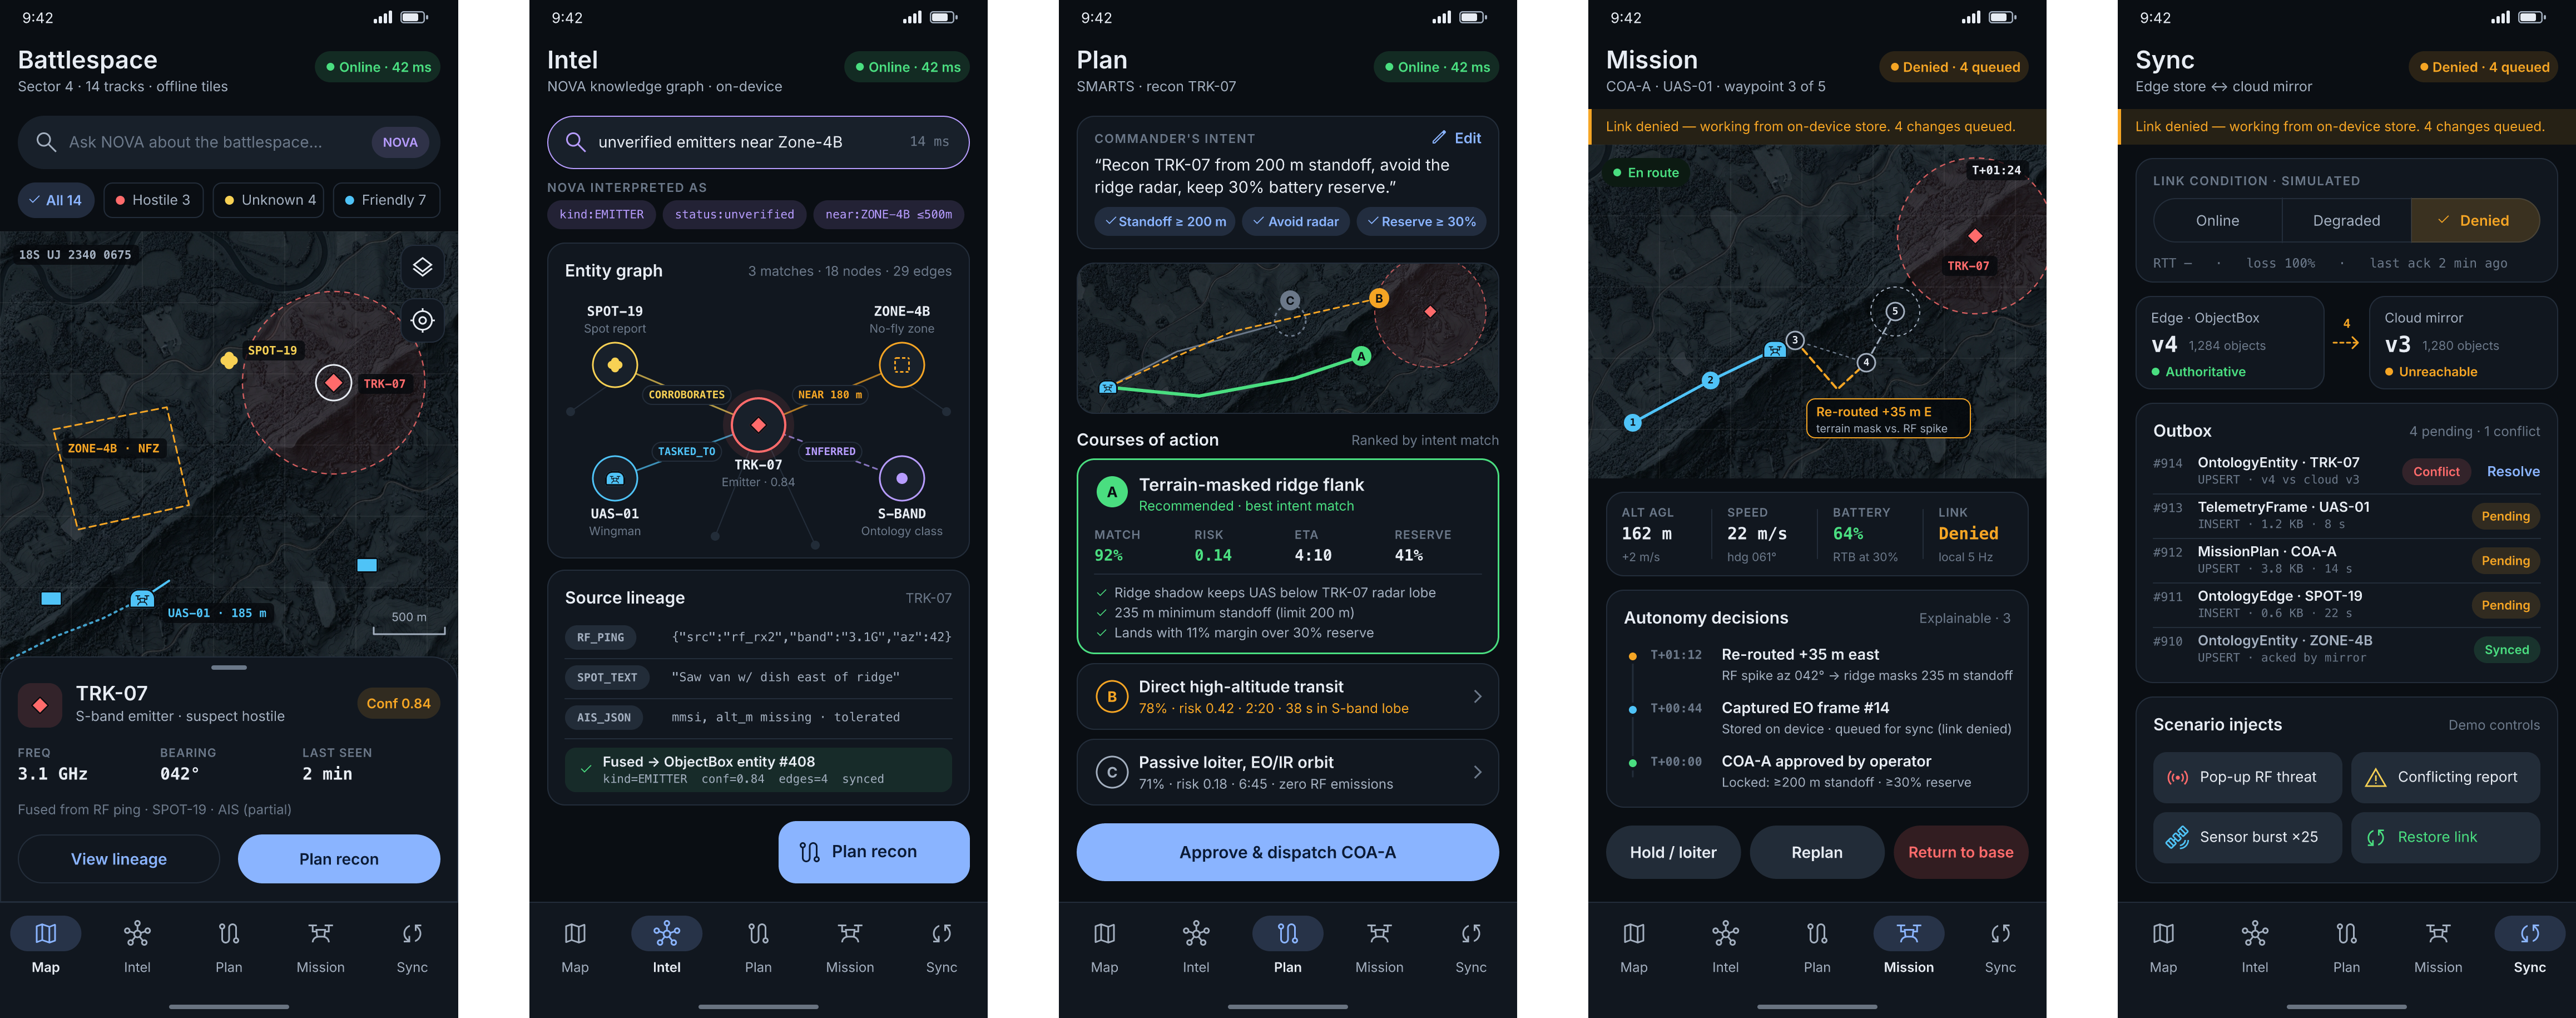 9:42
Battlespace
Sector 4 · 14 tracks · offline tiles
Online · 42 ms
Ask NOVA about the battlespace...
NOVA
All 14
Hostile 3
Unknown 4
Friendly 7
18S UJ 2340 0675
SPOT-19
TRK-07
ZONE-4B · NFZ
UAS-01 · 185 m
500 m
TRK-07
S-band emitter · suspect hostile
Conf 0.84
FREQ
BEARING
LAST SEEN
3.1 GHz
042°
2 min
Fused from RF ping · SPOT-19 · AIS (partial)
View lineage
Plan recon
Map
Intel
Plan
Mission
Sync
9:42
Intel
NOVA knowledge graph · on-device
Online · 42 ms
unverified emitters near Zone-4B
14 ms
NOVA INTERPRETED AS
kind:EMITTER
status:unverified
near:ZONE-4B ≤500m
Entity graph
3 matches · 18 nodes · 29 edges
SPOT-19
Spot report
ZONE-4B
No-fly zone
CORROBORATES
NEAR 180 m
TASKED_TO
INFERRED
TRK-07
Emitter · 0.84
UAS-01
Wingman
S-BAND
Ontology class
Source lineage
TRK-07
RF_PING
{"src":"rf_rx2","band":"3.1G","az":42}
SPOT_TEXT
"Saw van w/ dish east of ridge"
AIS_JSON
mmsi, alt_m missing · tolerated
Fused → ObjectBox entity #408
kind=EMITTER conf=0.84 edges=4 synced
Plan recon
Map
Intel
Plan
Mission
Sync
9:42
Plan
SMARTS · recon TRK-07
Online · 42 ms
COMMANDER'S INTENT
Edit
“Recon TRK-07 from 200 m standoff, avoid the
ridge radar, keep 30% battery reserve.”
Standoff ≥ 200 m
Avoid radar
Reserve ≥ 30%
C
B
A
Courses of action
Ranked by intent match
A
Terrain-masked ridge flank
Recommended · best intent match
MATCH
RISK
ETA
RESERVE
92%
0.14
4:10
41%
Ridge shadow keeps UAS below TRK-07 radar lobe
235 m minimum standoff (limit 200 m)
Lands with 11% margin over 30% reserve
B
Direct high-altitude transit
78% · risk 0.42 · 2:20 · 38 s in S-band lobe
C
Passive loiter, EO/IR orbit
71% · risk 0.18 · 6:45 · zero RF emissions
Approve & dispatch COA-A
Map
Intel
Plan
Mission
Sync
9:42
Mission
COA-A · UAS-01 · waypoint 3 of 5
Denied · 4 queued
Link denied — working from on-device store. 4 changes queued.
En route
T+01:24
TRK-07
5
3
4
2
1
Re-routed +35 m E
terrain mask vs. RF spike
ALT AGL
SPEED
BATTERY
LINK
162 m
22 m/s
64%
Denied
+2 m/s
hdg 061°
RTB at 30%
local 5 Hz
Autonomy decisions
Explainable · 3
T+01:12
Re-routed +35 m east
RF spike az 042° → ridge masks 235 m standoff
T+00:44
Captured EO frame #14
Stored on device · queued for sync (link denied)
T+00:00
COA-A approved by operator
Locked: ≥200 m standoff · ≥30% reserve
Hold / loiter
Replan
Return to base
Map
Intel
Plan
Mission
Sync
9:42
Sync
Edge store ↔ cloud mirror
Denied · 4 queued
Link denied — working from on-device store. 4 changes queued.
LINK CONDITION · SIMULATED
Online
Degraded
Denied
RTT — · loss 100% · last ack 2 min ago
Edge · ObjectBox
v4 1,284 objects
Authoritative
4
Cloud mirror
v3 1,280 objects
Unreachable
Outbox
4 pending · 1 conflict
#914
OntologyEntity · TRK-07
UPSERT · v4 vs cloud v3
Conflict
Resolve
#913
TelemetryFrame · UAS-01
INSERT · 1.2 KB · 8 s
Pending
#912
MissionPlan · COA-A
UPSERT · 3.8 KB · 14 s
Pending
#911
OntologyEdge · SPOT-19
INSERT · 0.6 KB · 22 s
Pending
#910
OntologyEntity · ZONE-4B
UPSERT · acked by mirror
Synced
Scenario injects
Demo controls
Pop-up RF threat
Conflicting report
Sensor burst ×25
Restore link
Map
Intel
Plan
Mission
Sync